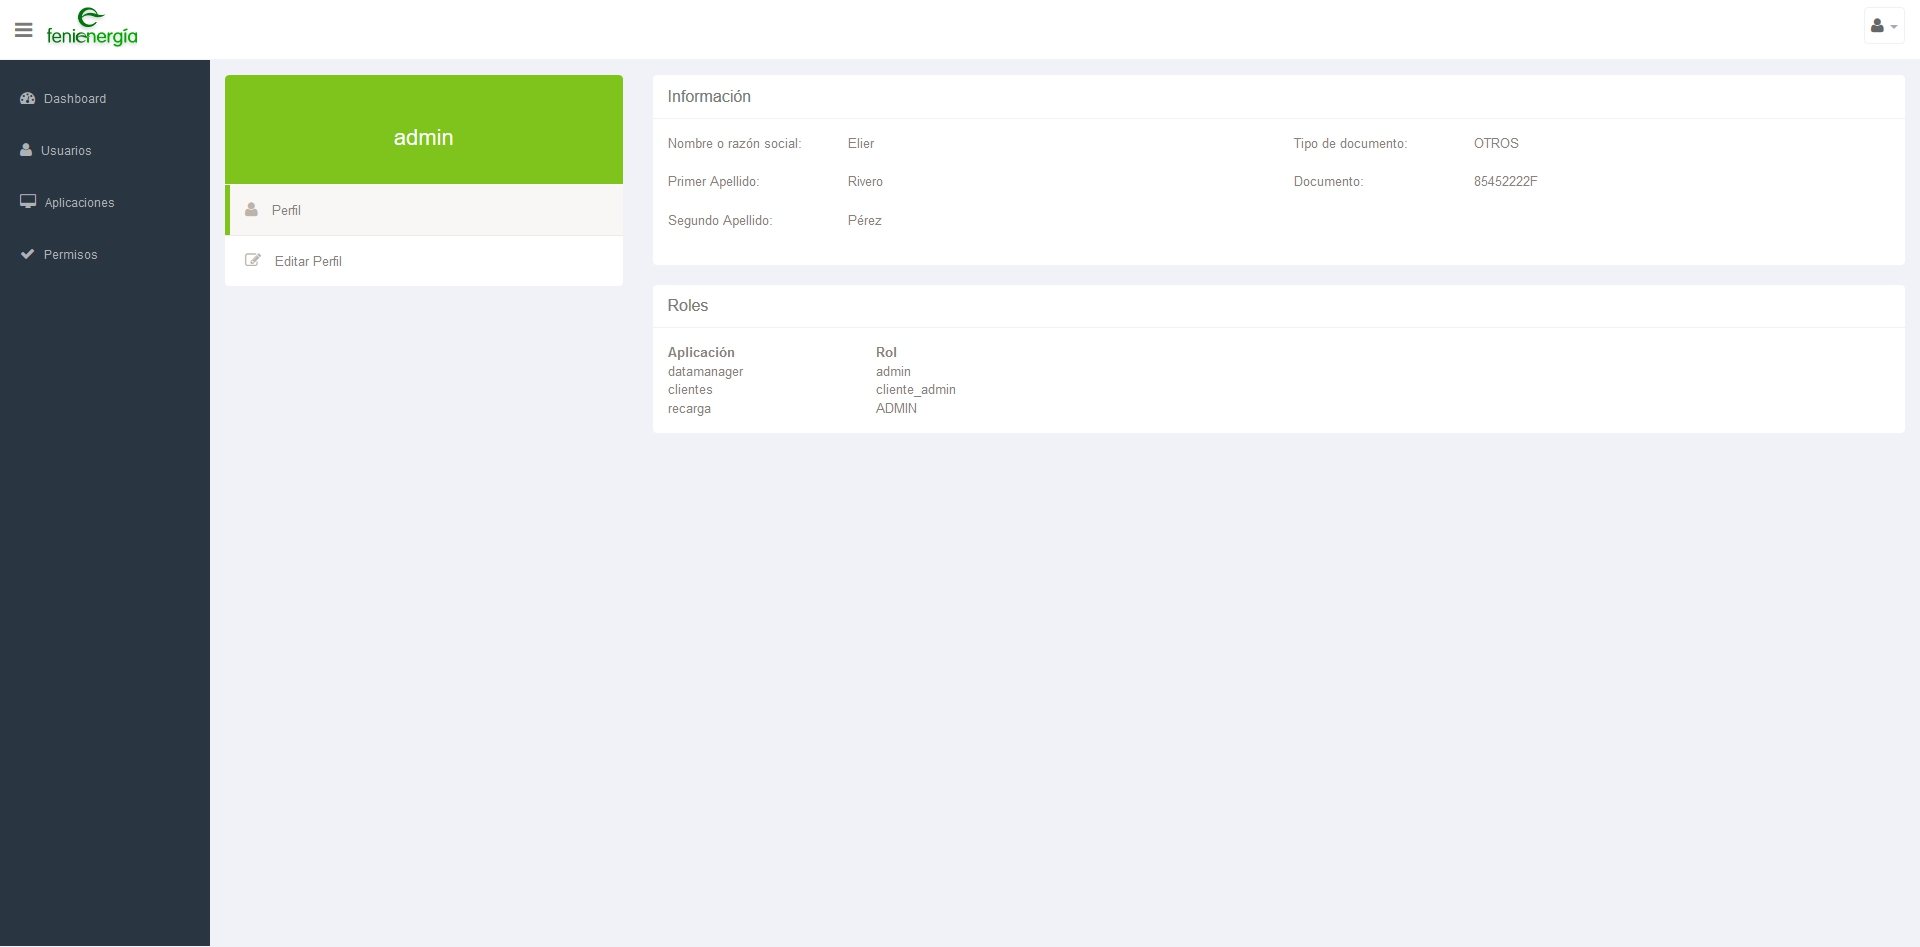 fenienergía
Dashboard
Usuarios
Aplicaciones
Permisos
admin
Perfil
Editar Perfil
Información
Nombre o razón social: Elier Tipo de documento: OTROS
Primer Apellido: Rivero Documento: 85452222F
Segundo Apellido: Pérez
Roles
Aplicación Rol
datamanager admin
clientes cliente_admin
recarga ADMIN